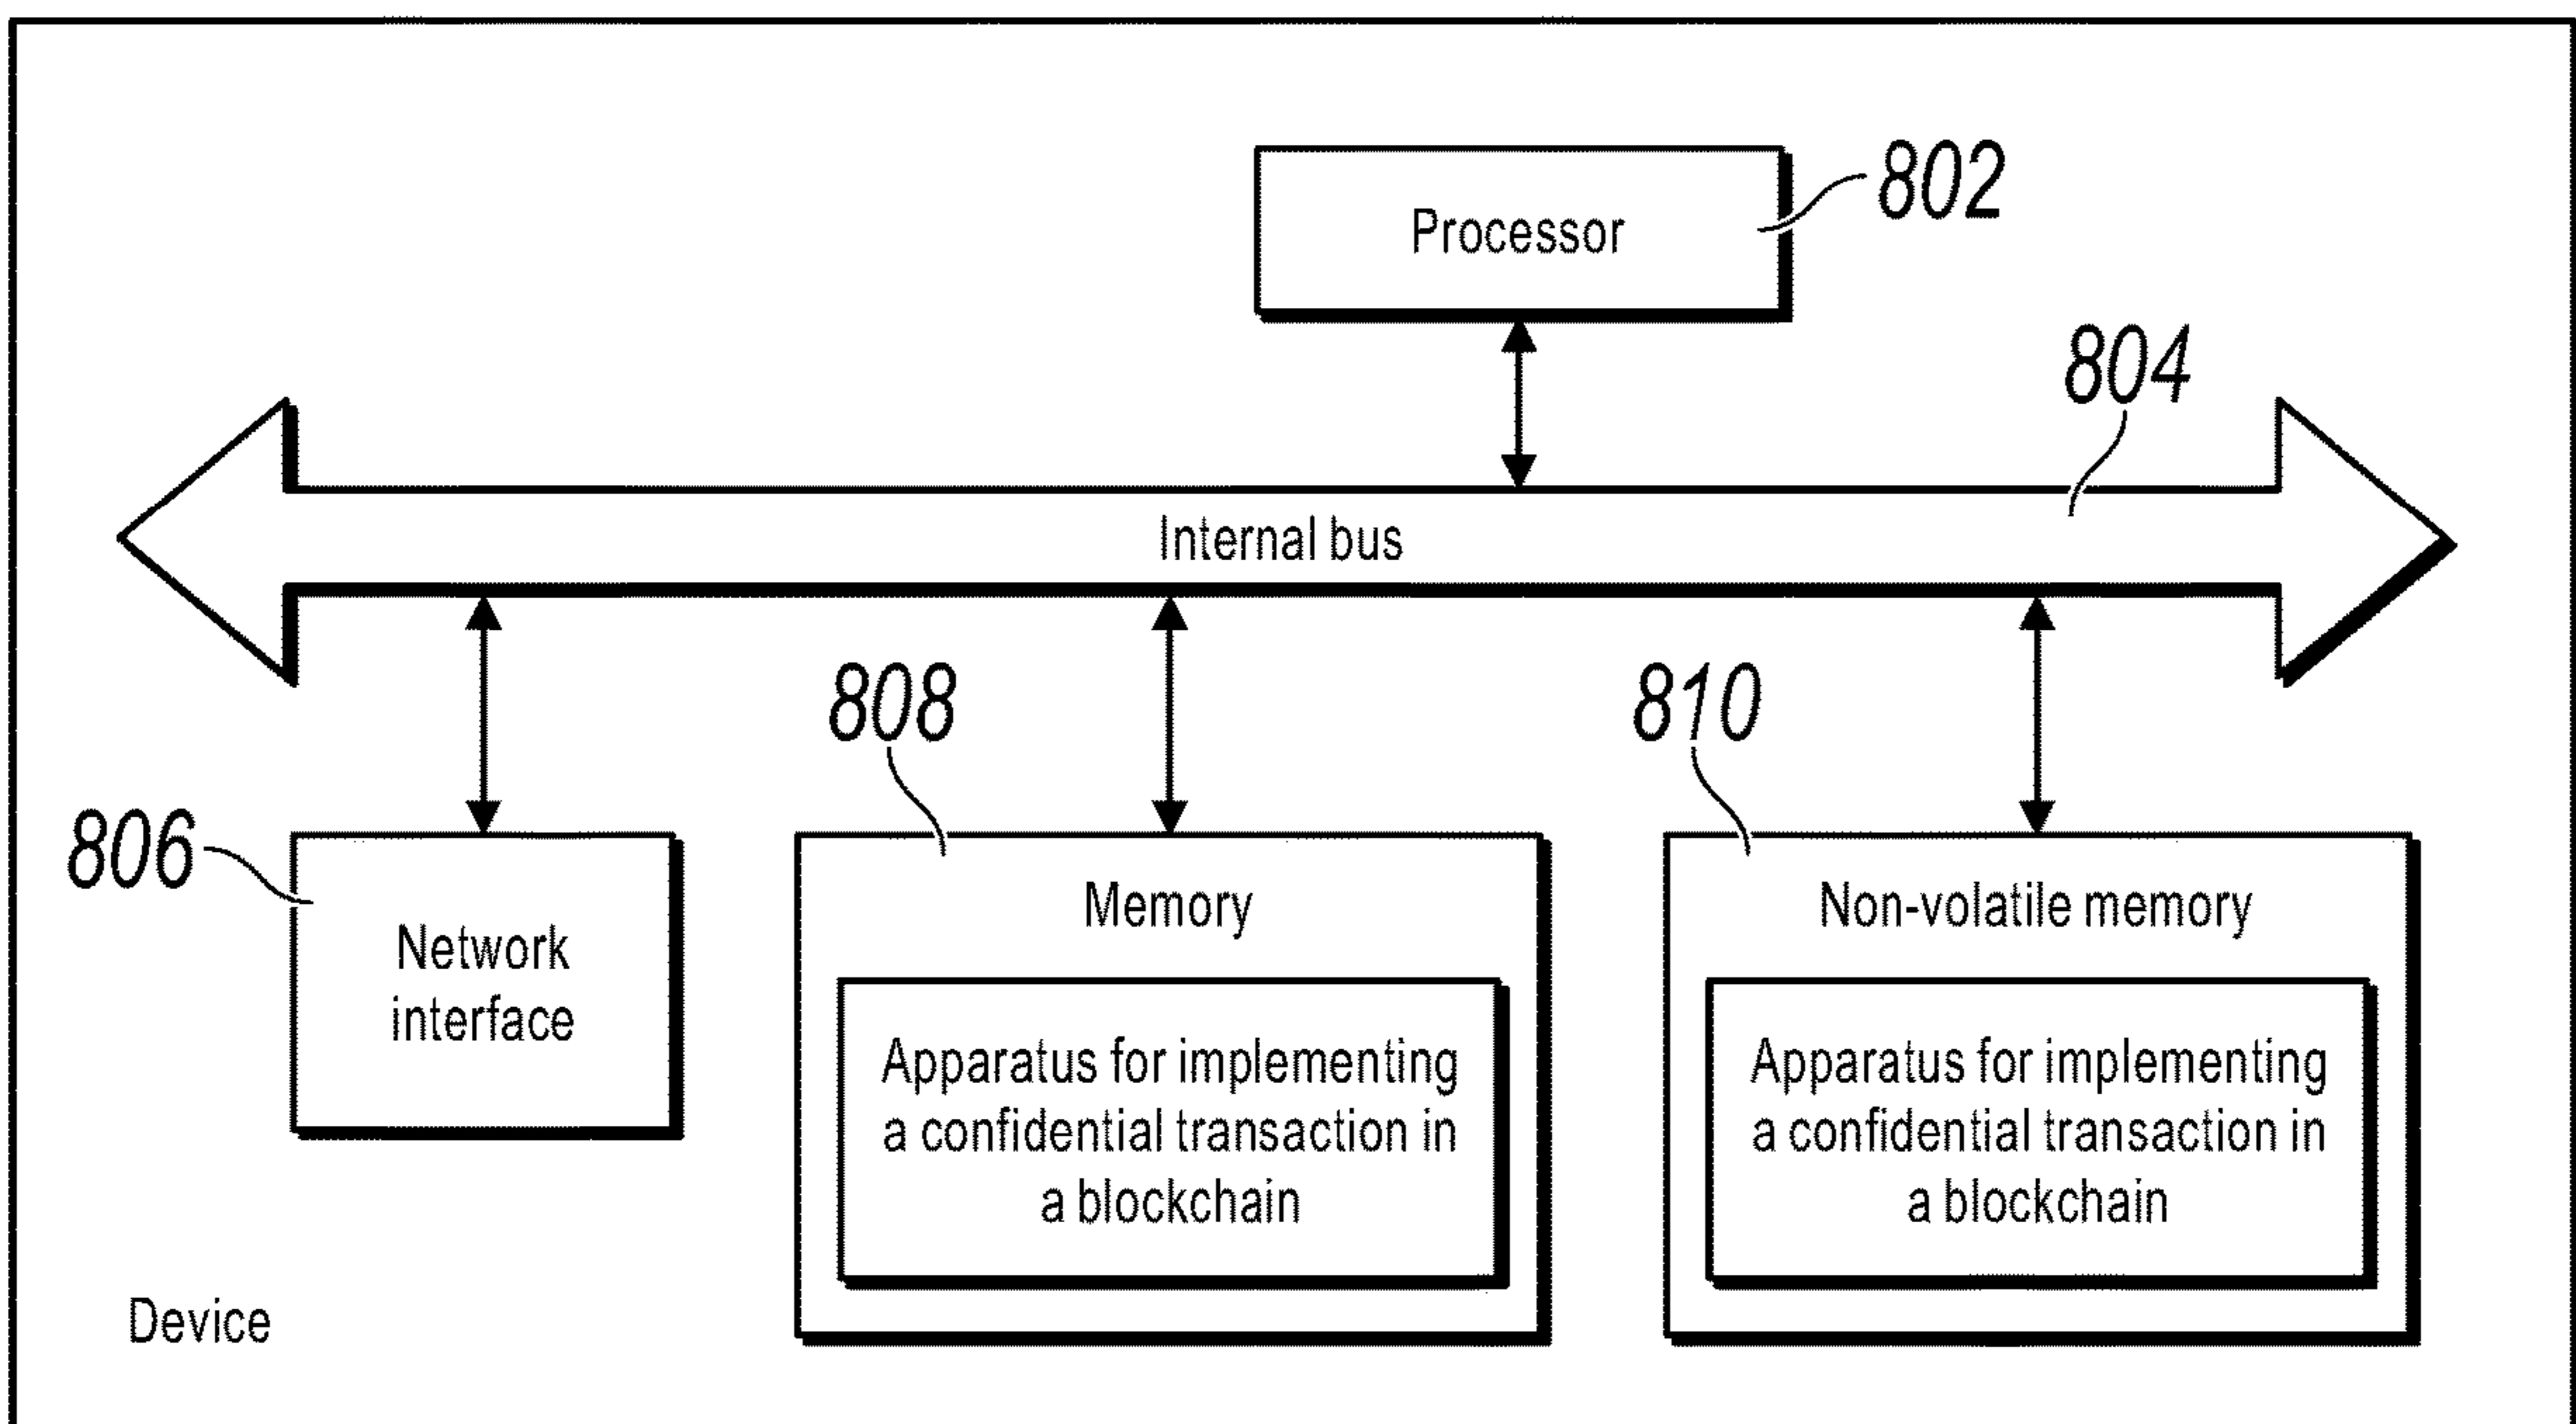 802
Processor
804
Internal bus
808
810
806
Network
interface
Memory
Apparatus for implementing
a confidential transaction in
a blockchain
Non-volatile memory
Apparatus for implementing
a confidential transaction in
a blockchain
Device